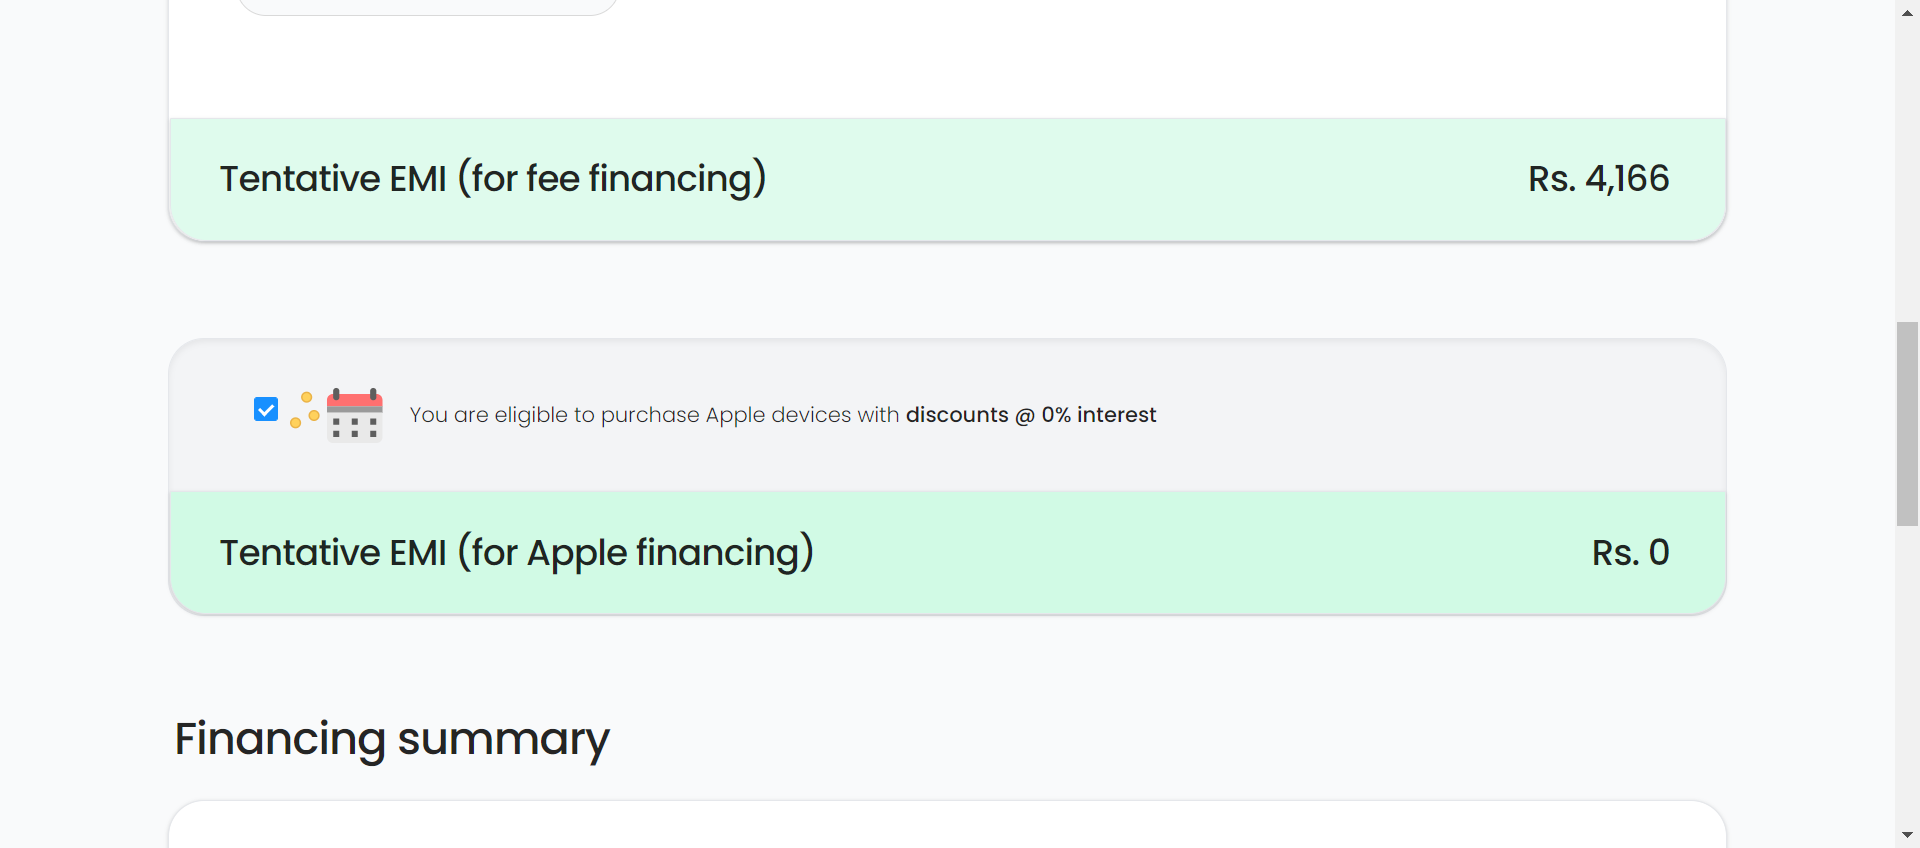 Tentative EMI (for fee financing) Rs. 4,166
You are eligible to purchase Apple devices with discounts @ 0% interest
Tentative EMI (for Apple financing) Rs. 0
Financing summary